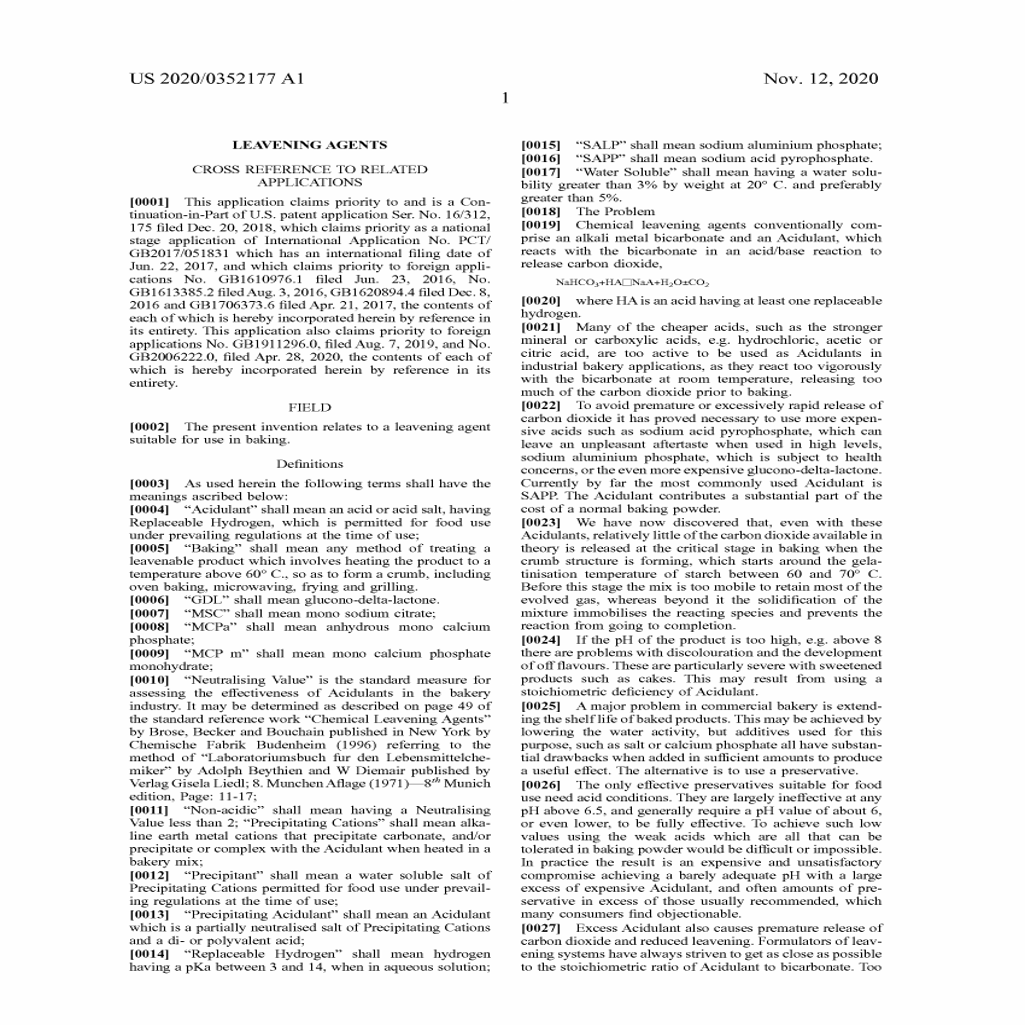 US 2020/0352177 A1
Nov. 12, 2020
1
LEAVENING AGENTS
CROSS REFERENCE TO RELATED
APPLICATIONS
[0001] This application claims priority to and is a Con-
tinuation-in-Part of U.S. patent application Ser. No. 16/312,
175 filed Dec. 20, 2018, which claims priority as a national
stage application of International Application No. PCT/
GB2017/051831 which has an international filing date of
Jun. 22, 2017, and which claims priority to foreign appli-
cations No. GB1610976.1 filed Jun. 23, 2016, No.
GB1613385.2 filed Aug. 3, 2016, GB1620894.4 filed Dec. 8,
2016 and GB1706373.6 filed Apr. 21, 2017, the contents of
each of which is hereby incorporated herein by reference in
its entirety. This application also claims priority to foreign
applications No. GB1911296.0, filed Aug. 7, 2019, and No.
GB2006222.0, filed Apr. 28, 2020, the contents of each of
which is hereby incorporated herein by reference in its
entirety.
FIELD
[0002] The present invention relates to a leavening agent
suitable for use in baking.
Definitions
[0003] As used herein the following terms shall have the
meanings ascribed below:
[0004] “Acidulant” shall mean an acid or acid salt, having
Replaceable Hydrogen, which is permitted for food use
under prevailing regulations at the time of use;
[0005] “Baking” shall mean any method of treating a
leavenable product which involves heating the product to a
temperature above 60° C., so as to form a crumb, including
oven baking, microwaving, frying and grilling.
[0006] “GDL” shall mean glucono-delta-lactone.
[0007] “MSC” shall mean mono sodium citrate;
[0008] “MCPa” shall mean anhydrous mono calcium
phosphate;
[0009] “MCP m” shall mean mono calcium phosphate
monohydrate;
[0010] “Neutralising Value” is the standard measure for
assessing the effectiveness of Acidulants in the bakery
industry. It may be determined as described on page 49 of
the standard reference work “Chemical Leavening Agents”
by Brose, Becker and Bouchain published in New York by
Chemische Fabrik Budenheim (1996) referring to the
method of “Laboratoriumsbuch fur den Lebensmittelche-
miker” by Adolph Beythien and W Diemair published by
Verlag Gisela Liedl; 8. Munchen Aflage (1971)—8th Munich
edition, Page: 11-17;
[0011] “Non-acidic” shall mean having a Neutralising
Value less than 2; “Precipitating Cations” shall mean alka-
line earth metal cations that precipitate carbonate, and/or
precipitate or complex with the Acidulant when heated in a
bakery mix;
[0012] “Precipitant” shall mean a water soluble salt of
Precipitating Cations permitted for food use under prevail-
ing regulations at the time of use;
[0013] “Precipitating Acidulant” shall mean an Acidulant
which is a partially neutralised salt of Precipitating Cations
and a di- or polyvalent acid;
[0014] “Replaceable Hydrogen” shall mean hydrogen
having a pKa between 3 and 14, when in aqueous solution;
[0015] “SALP” shall mean sodium aluminium phosphate;
[0016] “SAPP” shall mean sodium acid pyrophosphate.
[0017] “Water Soluble” shall mean having a water solu-
bility greater than 3% by weight at 20° C. and preferably
greater than 5%.
[0018] The Problem
[0019] Chemical leavening agents conventionally com-
prise an alkali metal bicarbonate and an Acidulant, which
reacts with the bicarbonate in an acid/base reaction to
release carbon dioxide,
NaHCO3+HA□NaA+H2O±CO2
[0020] where HA is an acid having at least one replaceable
hydrogen.
[0021] Many of the cheaper acids, such as the stronger
mineral or carboxylic acids, e.g. hydrochloric, acetic or
citric acid, are too active to be used as Acidulants in
industrial bakery applications, as they react too vigorously
with the bicarbonate at room temperature, releasing too
much of the carbon dioxide prior to baking.
[0022] To avoid premature or excessively rapid release of
carbon dioxide it has proved necessary to use more expen-
sive acids such as sodium acid pyrophosphate, which can
leave an unpleasant aftertaste when used in high levels,
sodium aluminium phosphate, which is subject to health
concerns, or the even more expensive glucono-delta-lactone.
Currently by far the most commonly used Acidulant is
SAPP. The Acidulant contributes a substantial part of the
cost of a normal baking powder.
[0023] We have now discovered that, even with these
Acidulants, relatively little of the carbon dioxide available in
theory is released at the critical stage in baking when the
crumb structure is forming, which starts around the gela-
tinisation temperature of starch between 60 and 70° C.
Before this stage the mix is too mobile to retain most of the
evolved gas, whereas beyond it the solidification of the
mixture immobilises the reacting species and prevents the
reaction from going to completion.
[0024] If the pH of the product is too high, e.g. above 8
there are problems with discolouration and the development
of off flavours. These are particularly severe with sweetened
products such as cakes. This may result from using a
stoichiometric deficiency of Acidulant.
[0025] A major problem in commercial bakery is extend-
ing the shelf life of baked products. This may be achieved by
lowering the water activity, but additives used for this
purpose, such as salt or calcium phosphate all have substan-
tial drawbacks when added in sufficient amounts to produce
a useful effect. The alternative is to use a preservative.
[0026] The only effective preservatives suitable for food
use need acid conditions. They are largely ineffective at any
pH above 6.5, and generally require a pH value of about 6,
or even lower, to be fully effective. To achieve such low
values using the weak acids which are all that can be
tolerated in baking powder would be difficult or impossible.
In practice the result is an expensive and unsatisfactory
compromise achieving a barely adequate pH with a large
excess of expensive Acidulant, and often amounts of pre-
servative in excess of those usually recommended, which
many consumers find objectionable.
[0027] Excess Acidulant also causes premature release of
carbon dioxide and reduced leavening. Formulators of leav-
ening systems have always striven to get as close as possible
to the stoichiometric ratio of Acidulant to bicarbonate. Too